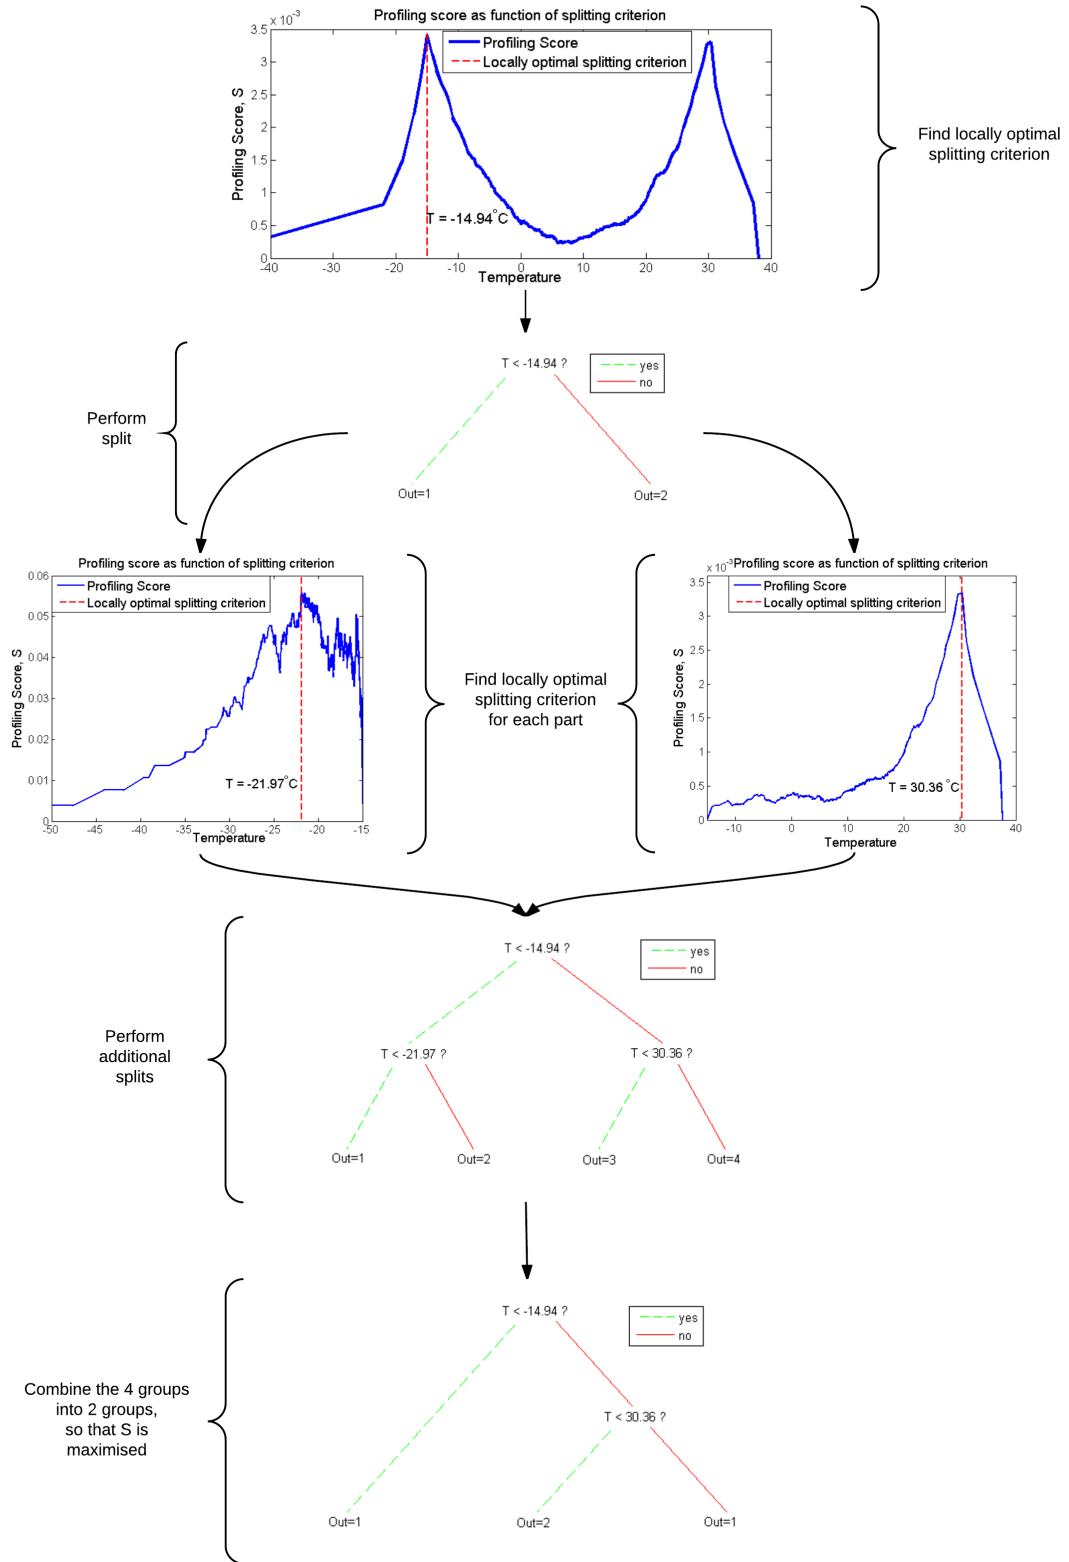 Profiling score as function of splitting criterion
x 10⁻³
3.5
3
2.5
2
1.5
1
0.5
0
Profiling Score, S
Profiling Score
Locally optimal splitting criterion
T = -14.94°C
-40
-30
-20
-10
0
10
20
30
40
Temperature
Find locally optimal
splitting criterion
Perform
split
T < -14.94 ?
yes
no
Out=1
Out=2
Profiling score as function of splitting criterion
0.06
0.05
0.04
0.03
0.02
0.01
0
Profiling Score, S
Profiling Score
Locally optimal splitting criterion
T = -21.97°C
-50
-45
-40
-35
-30
-25
-20
-15
Temperature
Find locally optimal
splitting criterion
for each part
x 10⁻³
Profiling score as function of splitting criterion
3.5
3
2.5
2
1.5
1
0.5
0
Profiling Score, S
Profiling Score
Locally optimal splitting criterion
T = 30.36°C
-10
0
10
20
30
40
Temperature
Perform
additional
splits
T < -14.94 ?
yes
no
T < -21.97 ?
T < 30.36 ?
Out=1
Out=2
Out=3
Out=4
Combine the 4 groups
into 2 groups,
so that S is
maximised
T < -14.94 ?
yes
no
T < 30.36 ?
Out=1
Out=2
Out=1